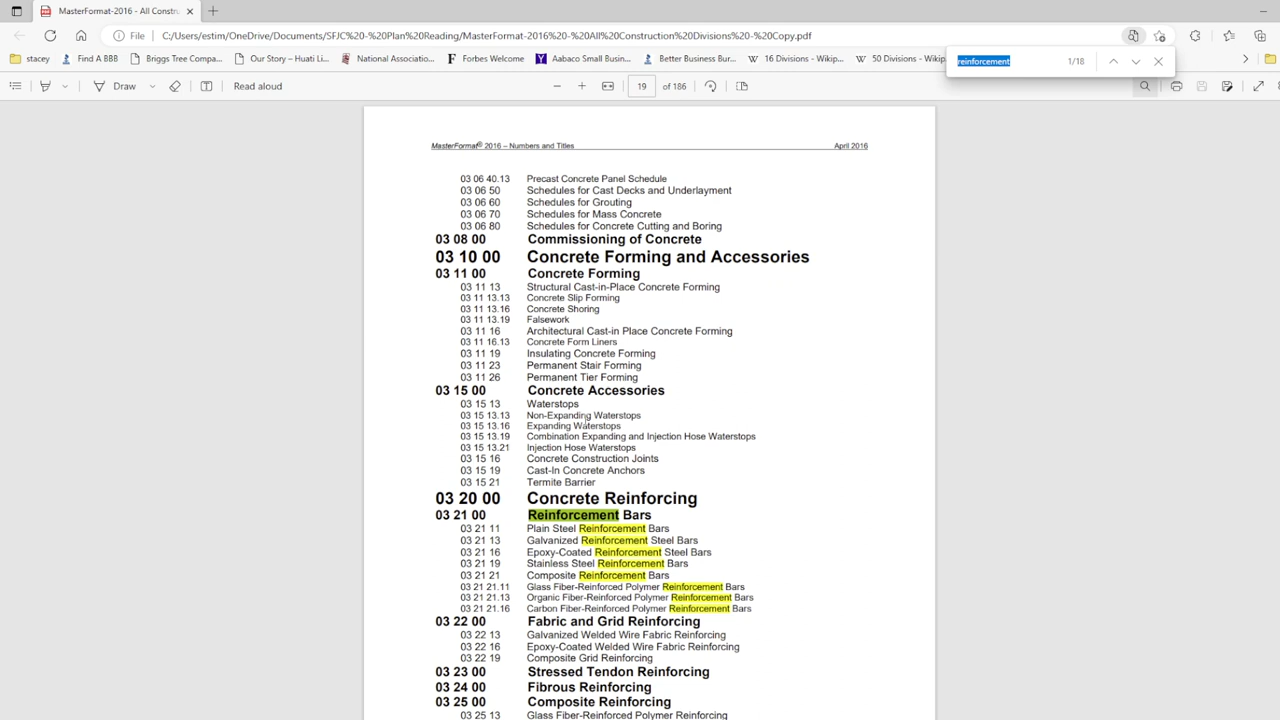 MasterFormat-2016 - All Constru
File C:/Users/estim/OneDrive/Documents/SFJC%20-%20Plan%20Reading/MasterFormat-2016%20-%20All%20Construction%20Divisions%20-%20Copy.pdf
stacey Find A BBB Briggs Tree Compa... Our Story – Huati Li... National Association... Forbes Welcome Aabaco Small Busin... Better Business Bur... 16 Divisions - Wikip... 50 Divisions - Wikip
reinforcement 1/18
Draw Read aloud 19 of 186
MasterFormat® 2016 – Numbers and Titles April 2016
03 06 40.13 Precast Concrete Panel Schedule
03 06 50 Schedules for Cast Decks and Underlayment
03 06 60 Schedules for Grouting
03 06 70 Schedules for Mass Concrete
03 06 80 Schedules for Concrete Cutting and Boring
03 08 00 Commissioning of Concrete
03 10 00 Concrete Forming and Accessories
03 11 00 Concrete Forming
03 11 13 Structural Cast-in-Place Concrete Forming
03 11 13.13 Concrete Slip Forming
03 11 13.16 Concrete Shoring
03 11 13.19 Falsework
03 11 16 Architectural Cast-in Place Concrete Forming
03 11 16.13 Concrete Form Liners
03 11 19 Insulating Concrete Forming
03 11 23 Permanent Stair Forming
03 11 26 Permanent Tier Forming
03 15 00 Concrete Accessories
03 15 13 Waterstops
03 15 13.13 Non-Expanding Waterstops
03 15 13.16 Expanding Waterstops
03 15 13.19 Combination Expanding and Injection Hose Waterstops
03 15 13.21 Injection Hose Waterstops
03 15 16 Concrete Construction Joints
03 15 19 Cast-In Concrete Anchors
03 15 21 Termite Barrier
03 20 00 Concrete Reinforcing
03 21 00 Reinforcement Bars
03 21 11 Plain Steel Reinforcement Bars
03 21 13 Galvanized Reinforcement Steel Bars
03 21 16 Epoxy-Coated Reinforcement Steel Bars
03 21 19 Stainless Steel Reinforcement Bars
03 21 21 Composite Reinforcement Bars
03 21 21.11 Glass Fiber-Reinforced Polymer Reinforcement Bars
03 21 21.13 Organic Fiber-Reinforced Polymer Reinforcement Bars
03 21 21.16 Carbon Fiber-Reinforced Polymer Reinforcement Bars
03 22 00 Fabric and Grid Reinforcing
03 22 13 Galvanized Welded Wire Fabric Reinforcing
03 22 16 Epoxy-Coated Welded Wire Fabric Reinforcing
03 22 19 Composite Grid Reinforcing
03 23 00 Stressed Tendon Reinforcing
03 24 00 Fibrous Reinforcing
03 25 00 Composite Reinforcing
03 25 13 Glass Fiber-Reinforced Polymer Reinforcing